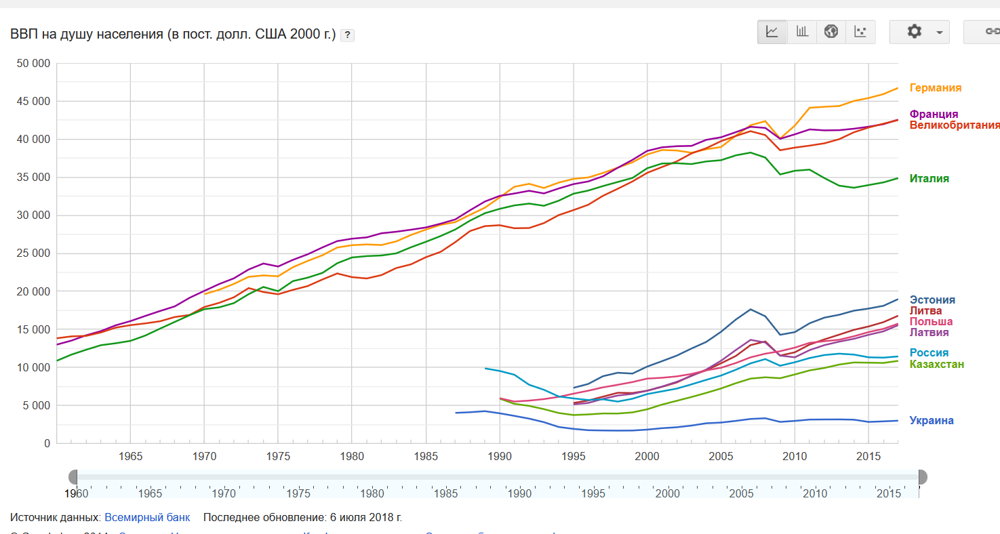 ВВП на душу населения (в пост. долл. США 2000 г.) ?
50 000
45 000
40 000
35 000
30 000
25 000
20 000
15 000
10 000
5 000
0
Германия
Франция
Великобритания
Италия
Эстония
Литва
Польша
Латвия
Россия
Казахстан
Украина
1965 1970 1975 1980 1985 1990 1995 2000 2005 2010 2015
1960 1965 1970 1975 1980 1985 1990 1995 2000 2005 2010 2015
Источник данных: Всемирный банк Последнее обновление: 6 июля 2018 г.